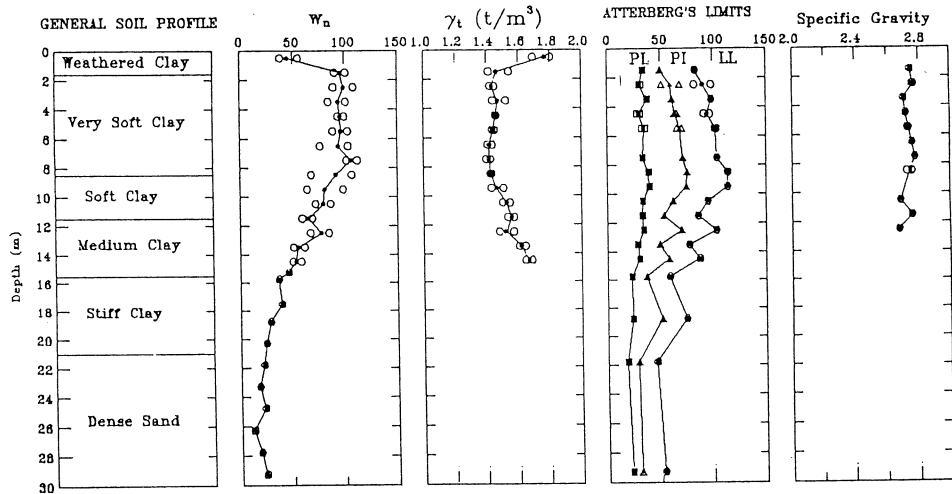 GENERAL SOIL PROFILE
Wn
γt (t/m³)
ATTERBERG'S LIMITS
Specific Gravity
0 50 100 150
1.0 1.2 1.4 1.6 1.8 2.0
0 50 100 150
2.0 2.4 2.8
PL PI LL
Depth (m)
0
2
4
6
8
10
12
14
16
18
20
22
24
26
28
30
Weathered Clay
Very Soft Clay
Soft Clay
Medium Clay
Stiff Clay
Dense Sand